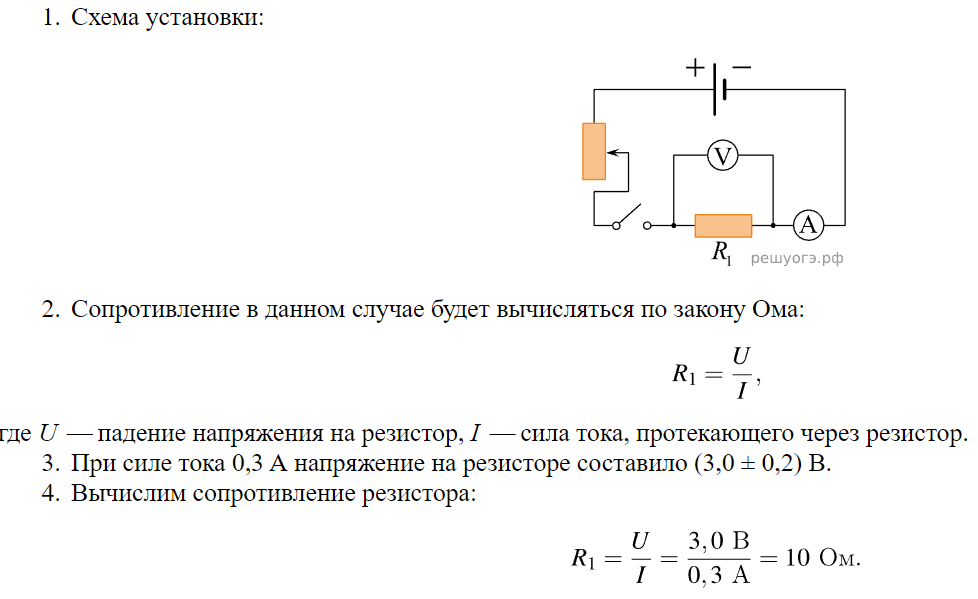 1. Схема установки:
+ −
V
A
R₁ решуогэ.рф
2. Сопротивление в данном случае будет вычисляться по закону Ома:
R₁ = U/I,
где U — падение напряжения на резистор, I — сила тока, протекающего через резистор.
3. При силе тока 0,3 А напряжение на резисторе составило (3,0 ± 0,2) В.
4. Вычислим сопротивление резистора:
R₁ = U/I = 3,0 В/0,3 А = 10 Ом.